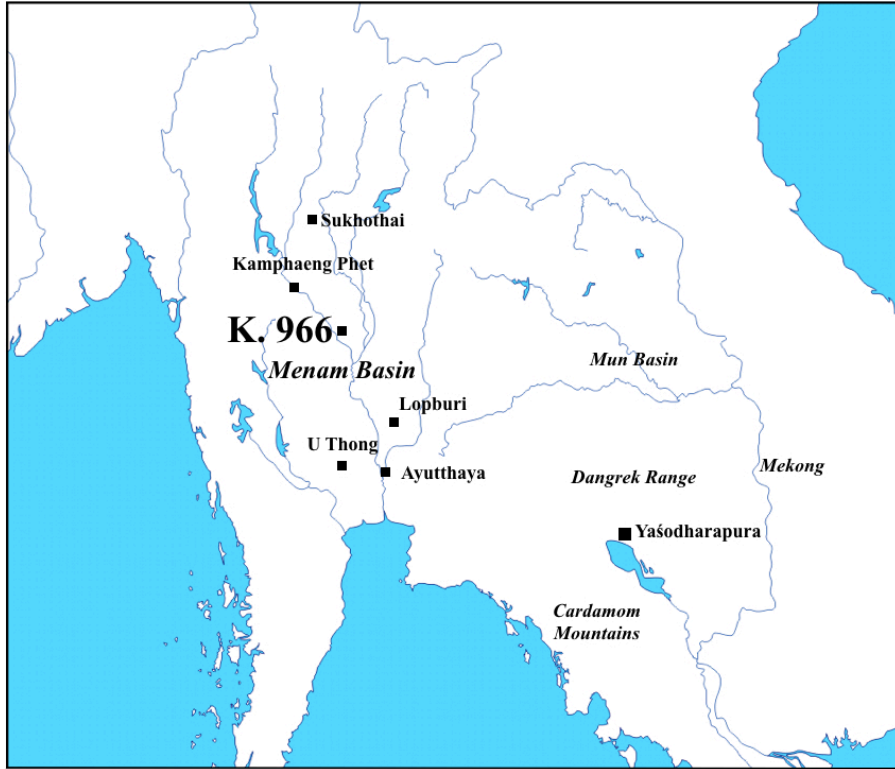 Sukhothai
Kamphaeng Phet
K. 966
Menam Basin
Mun Basin
Lopburi
U Thong
Ayutthaya
Dangrek Range
Mekong
Yaśodharapura
Cardamom
Mountains